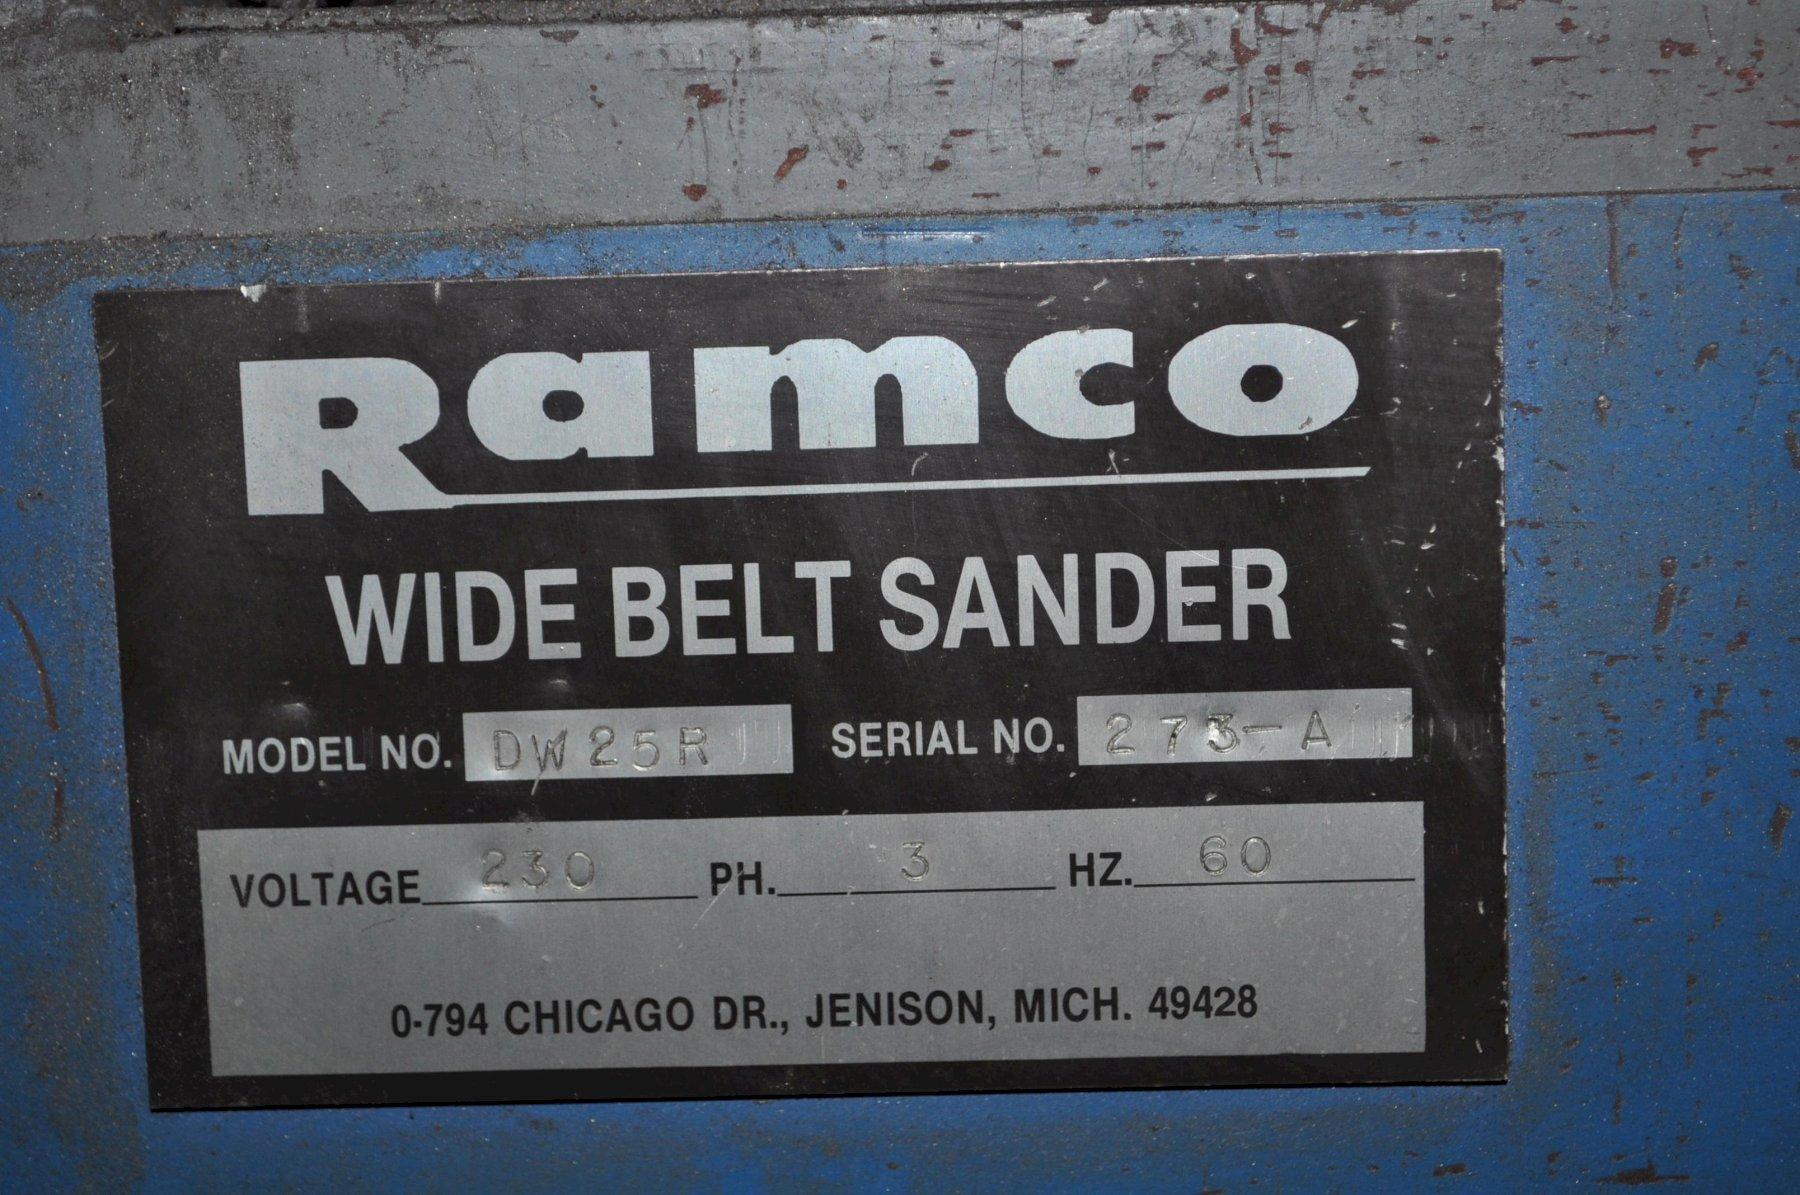 Ramco
WIDE BELT SANDER
MODEL NO. DW25R SERIAL NO. 273-A
VOLTAGE 230 PH. 3 HZ. 60
0-794 CHICAGO DR., JENISON, MICH. 49428